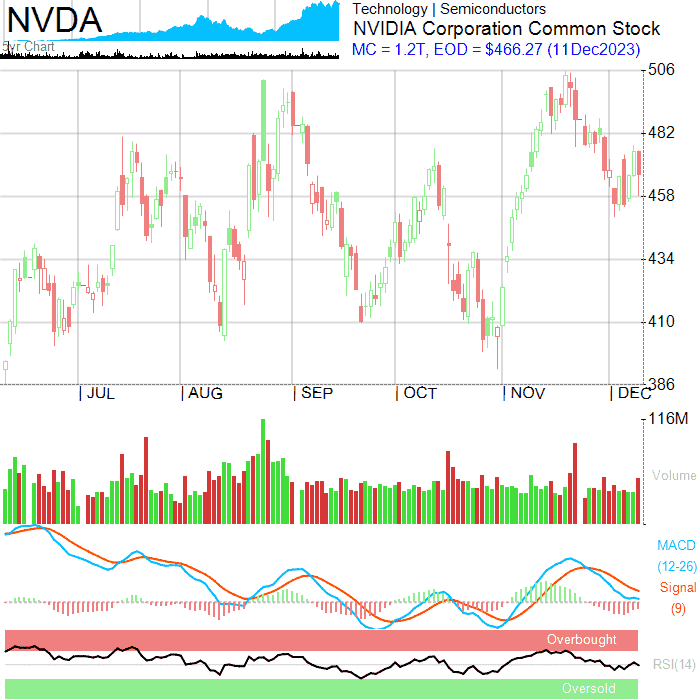 NVDA
5yr Chart
Technology | Semiconductors
NVIDIA Corporation Common Stock
MC = 1.2T, EOD = $466.27 (11Dec2023)
506
482
458
434
410
386
| JUL | AUG | SEP | OCT | NOV | DEC
116M
Volume
MACD
(12-26)
Signal
(9)
Overbought
RSI(14)
Oversold